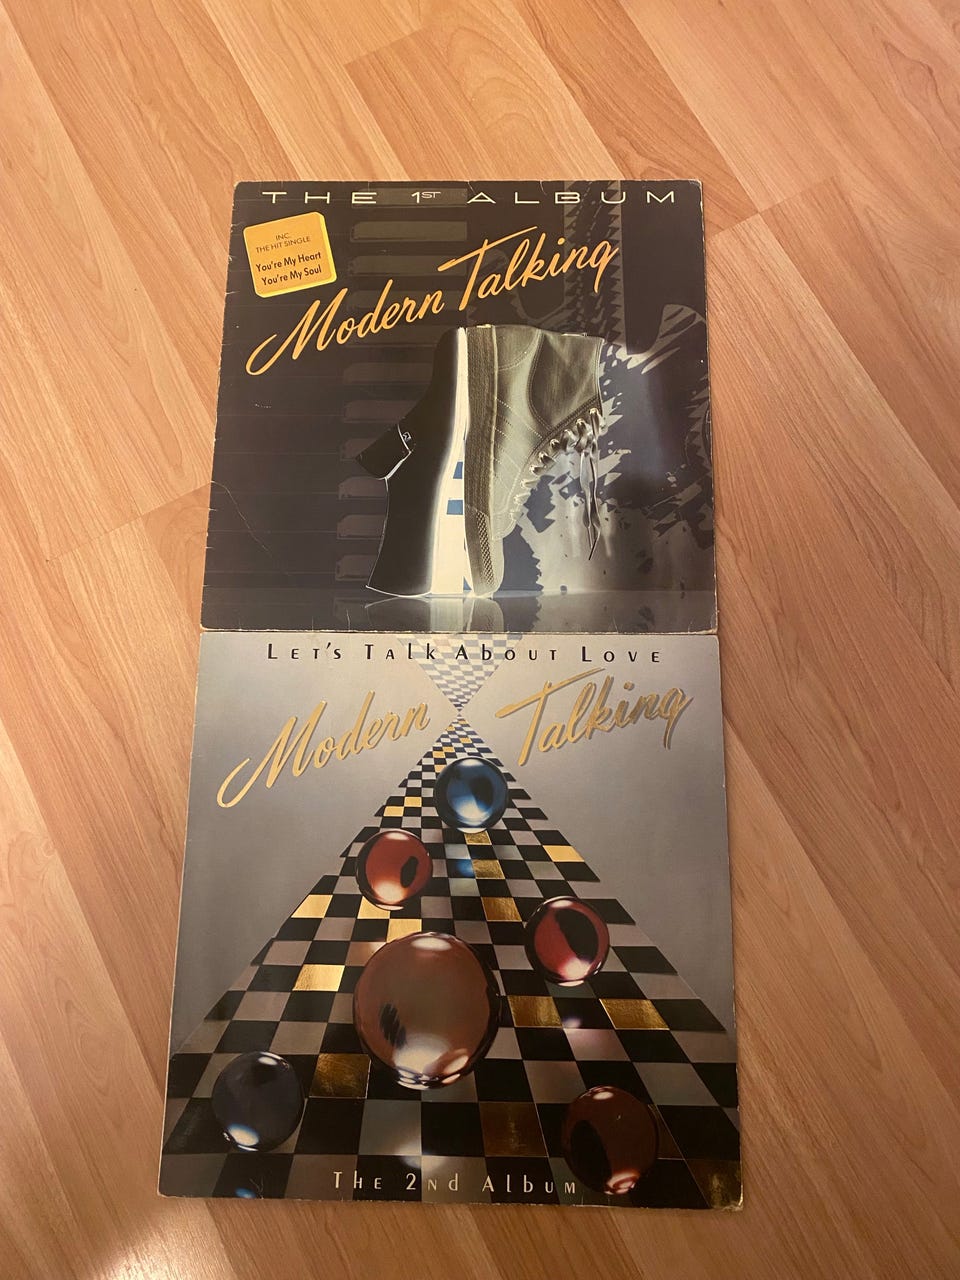 THE 1ST ALBUM
INC.
THE HIT SINGLE
You're My Heart
You're My Soul
Modern Talking
LET'S TALK ABOUT LOVE
Modern Talking
THE 2ND ALBUM